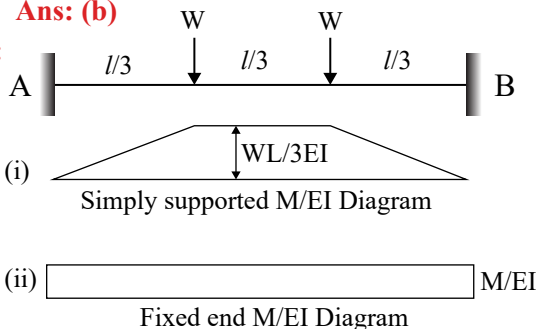 Ans: (b)
:
W W
l/3 l/3 l/3
A B
WL/3EI
(i)
Simply supported M/EI Diagram
(ii) M/EI
Fixed end M/EI Diagram